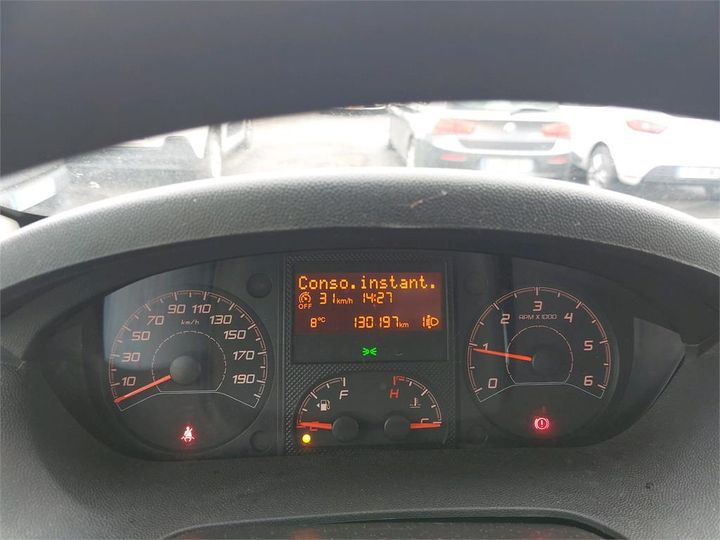 Conso.instant.
OFF 31 km/h 14:27
8°C 130197 km 1
10 30 50 70 90 110 130 150 170 190
km/h
F
H
C
0 1 2 3 4 5 6
RPM X 1000